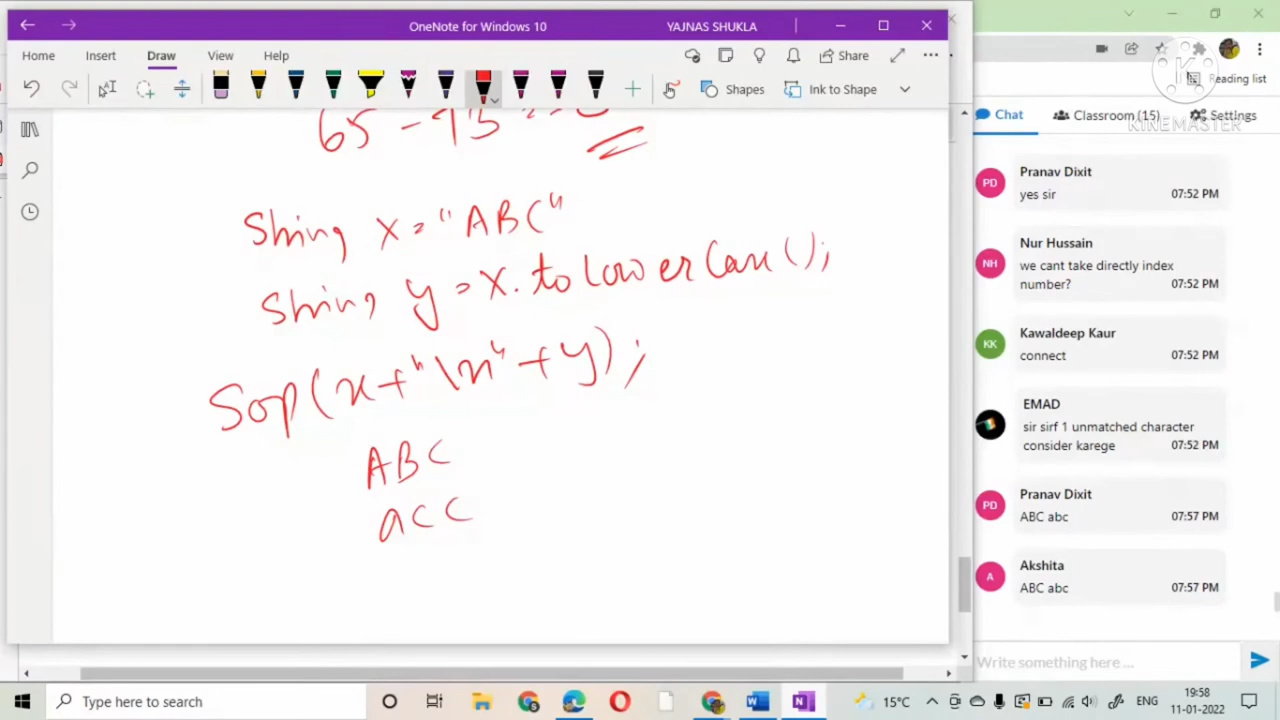 OneNote for Windows 10
YAJNAS SHUKLA
Home Insert Draw View Help
Share
Shapes
Ink to Shape
65 - 73 =
String x = "ABC"
String y = x.toLowerCase();
Sop(x+"\n"+y);
ABC
acc
Reading list
KINEMASTER
Chat
Classroom (15)
Settings
Pranav Dixit
yes sir
07:52 PM
Nur Hussain
we cant take directly index
number?
07:52 PM
Kawaldeep Kaur
connect
07:52 PM
EMAD
sir sirf 1 unmatched character
consider karege
07:52 PM
Pranav Dixit
ABC abc
07:57 PM
Akshita
ABC abc
07:57 PM
Write something here ...
Type here to search
15°C
ENG
19:58
11-01-2022